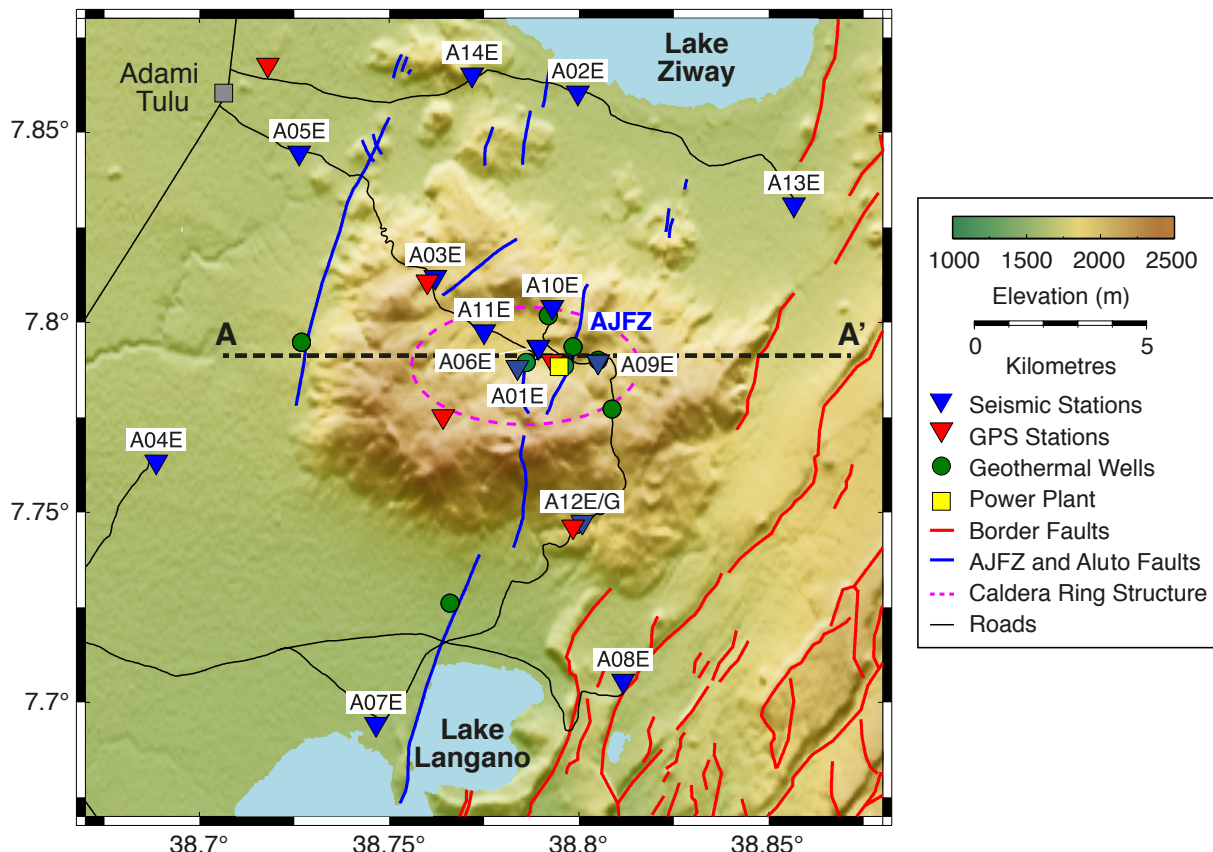 Lake
Ziway
A14E
A02E
Adami
Tulu
7.85°
A05E
A13E
A03E
A10E
A11E
AJFZ
7.8°
A
A'
A06E
A09E
A01E
A04E
A12E/G
7.75°
A08E
A07E
7.7°
Lake
Langano
38.7°
38.75°
38.8°
38.85°
1000 1500 2000 2500
Elevation (m)
0 5
Kilometres
Seismic Stations
GPS Stations
Geothermal Wells
Power Plant
Border Faults
AJFZ and Aluto Faults
Caldera Ring Structure
Roads